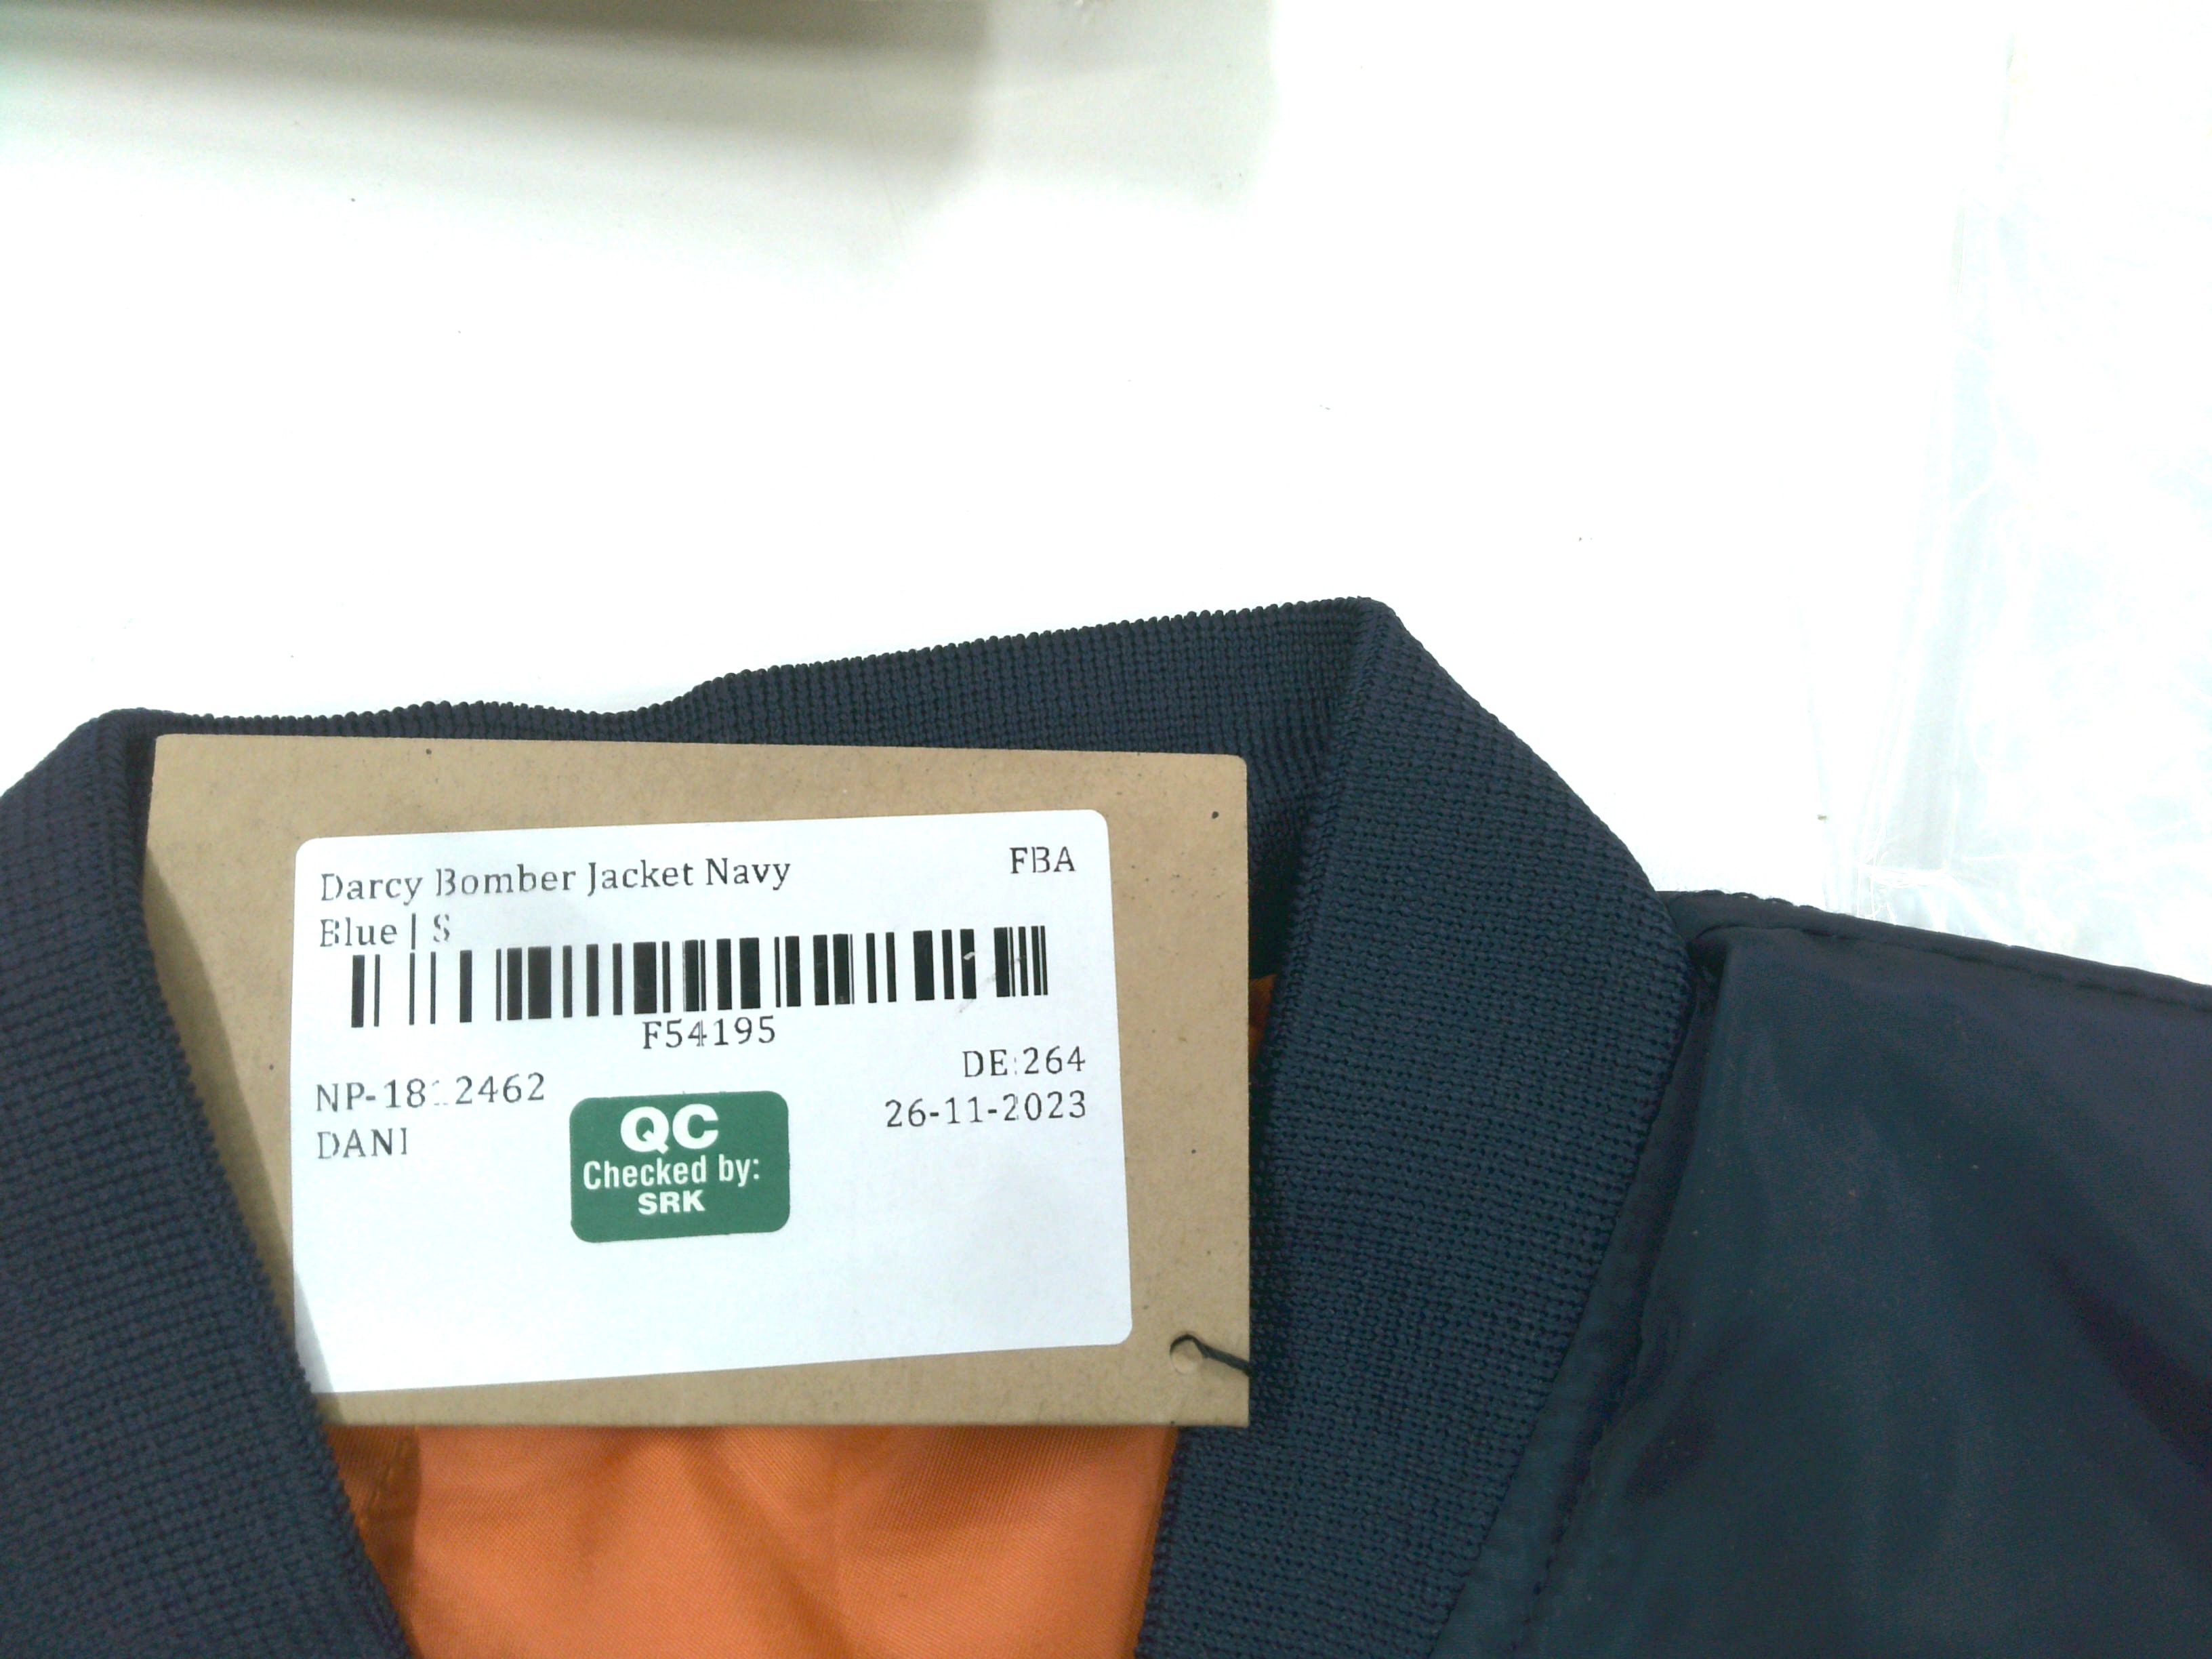 Darcy Bomber Jacket Navy
Blue | S
FBA
F54195
DE:264
26-11-2023
DANI
QC
Checked by:
SRK